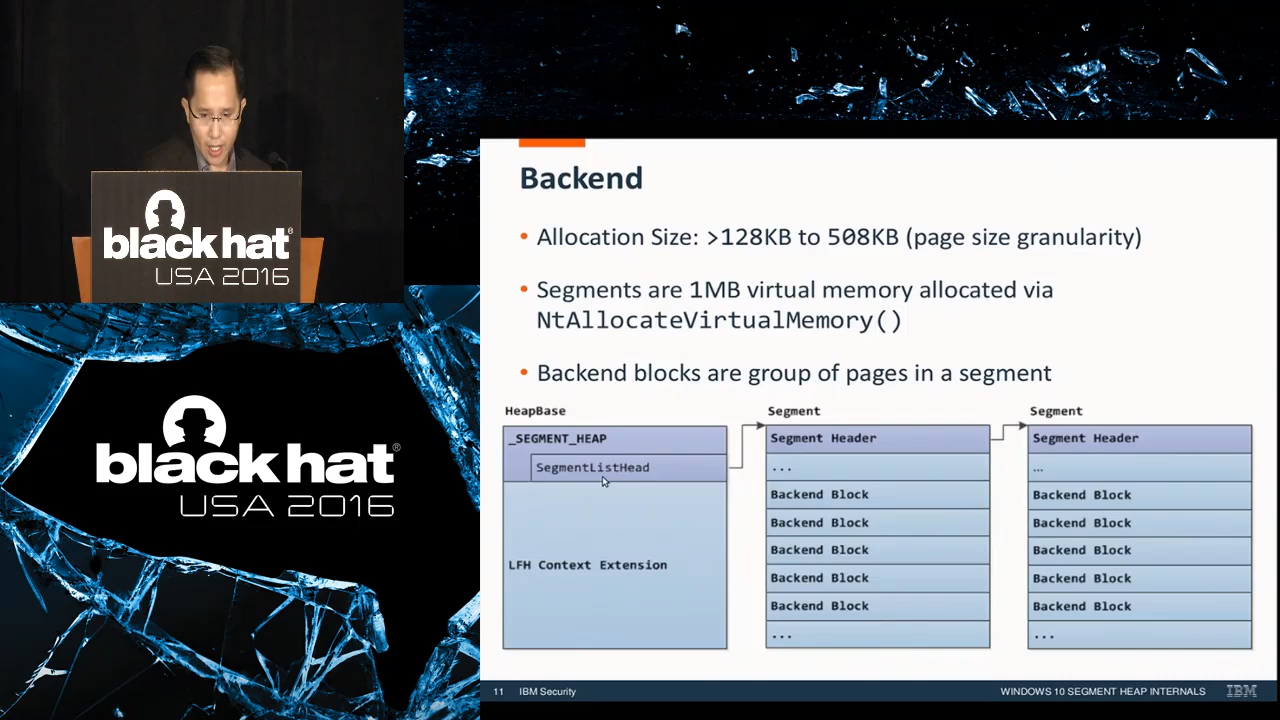 black hat®
USA 2016
black hat®
USA 2016
Backend
• Allocation Size: >128KB to 508KB (page size granularity)
• Segments are 1MB virtual memory allocated via
NtAllocateVirtualMemory()
• Backend blocks are group of pages in a segment
HeapBase
_SEGMENT_HEAP
SegmentListHead
LFH Context Extension
Segment
Segment Header
...
Backend Block
Backend Block
Backend Block
Backend Block
Backend Block
...
Segment
Segment Header
...
Backend Block
Backend Block
Backend Block
Backend Block
Backend Block
...
11 IBM Security
WINDOWS 10 SEGMENT HEAP INTERNALS IBM